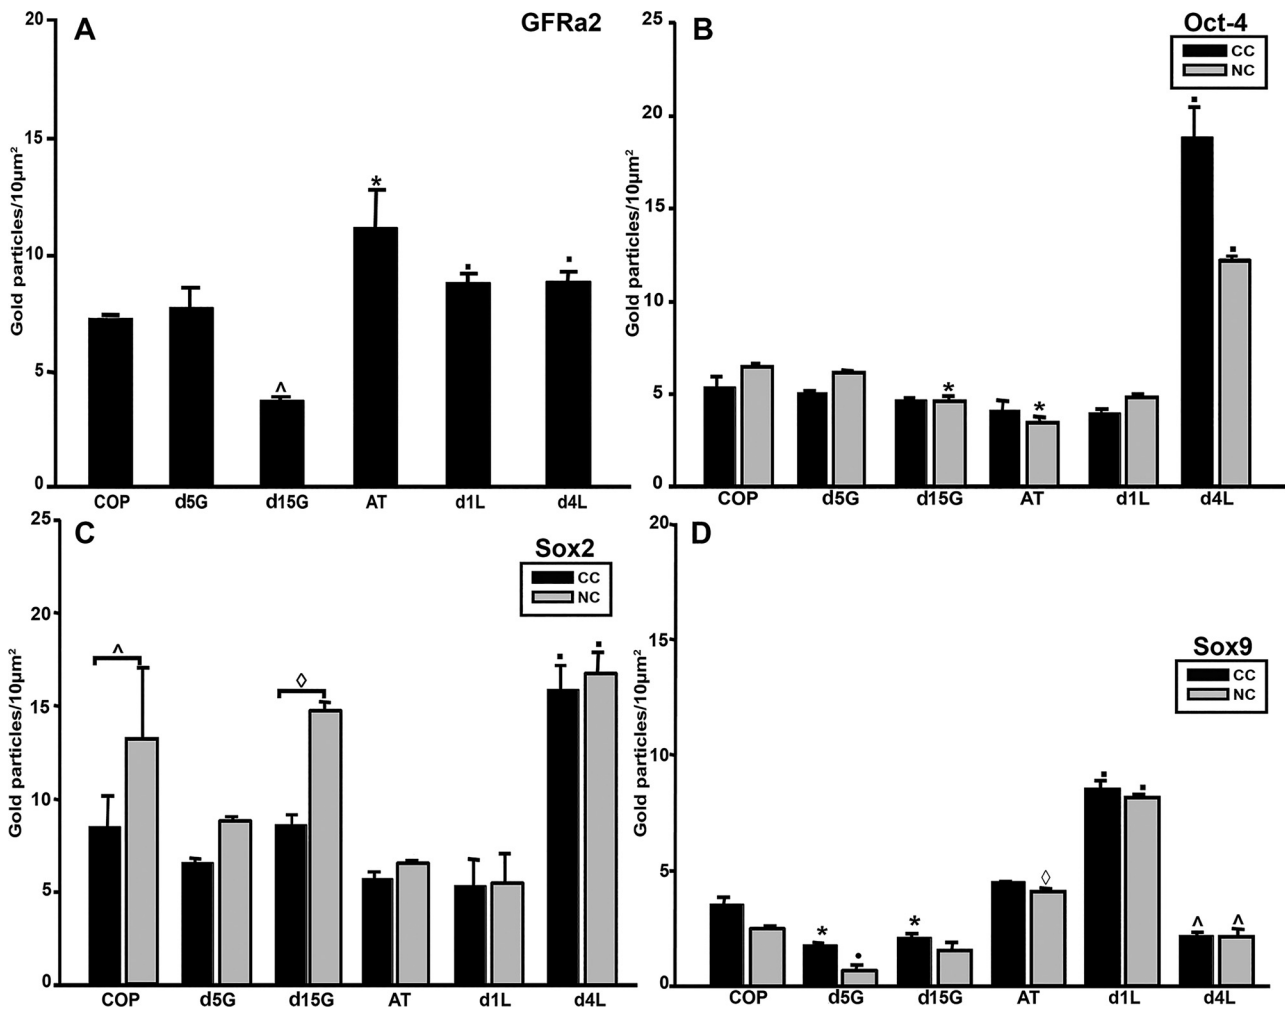 A
GFRa2
20
15
10
5
0
Gold particles/10µm²
*
^
COP d5G d15G AT d1L d4L
B
Oct-4
CC
NC
25
20
15
10
5
0
Gold particles/10µm²
* *
COP d5G d15G AT d1L d4L
C
Sox2
CC
NC
25
20
15
10
5
0
Gold particles/10µm²
^ ◊
COP d5G d15G AT d1L d4L
D
Sox9
CC
NC
20
15
10
5
0
Gold particles/10µm²
* * ◊ ^ ^
COP d5G d15G AT d1L d4L